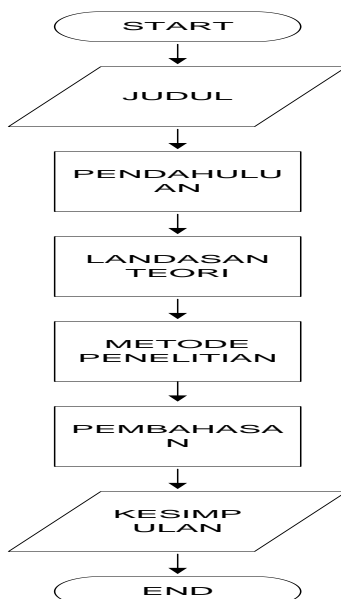 START
JUDUL
PENDAHULU
AN
LANDASAN
TEORI
METODE
PENELITIAN
PEMBAHASA
N
KESIMP
ULAN
END